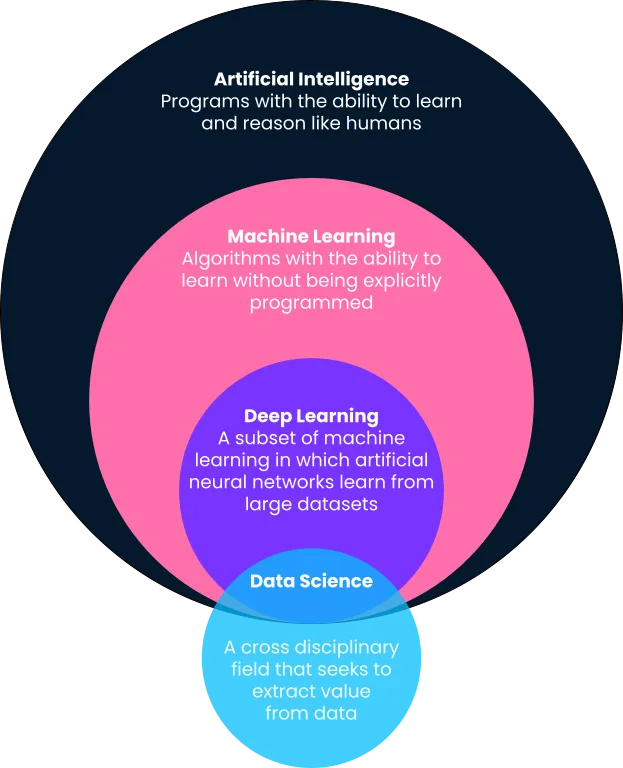 Artificial Intelligence
Programs with the ability to learn
and reason like humans
Machine Learning
Algorithms with the ability to
learn without being explicitly
programmed
Deep Learning
A subset of machine
learning in which artificial
neural networks learn from
large datasets
Data Science
A cross disciplinary
field that seeks to
extract value
from data